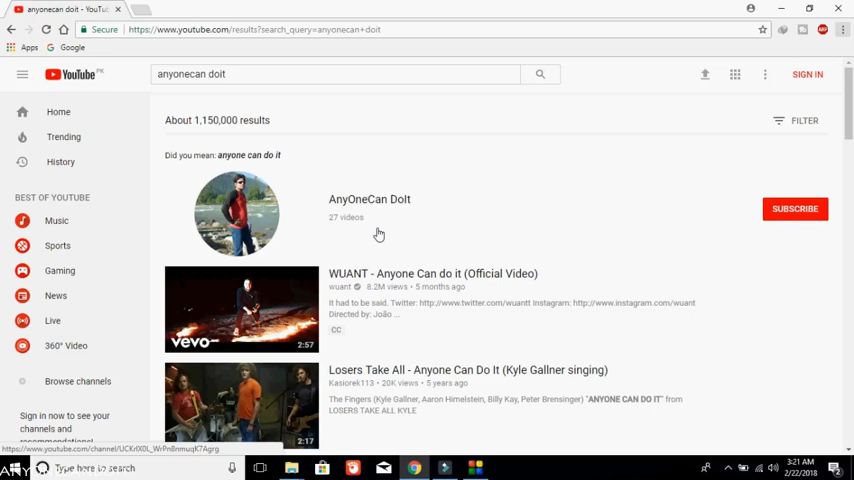 anyonecan doit - YouTu
Secure https://www.youtube.com/results?search_query=anyonecan+doit
ABP
Apps Google
YouTube PK
anyonecan doit
SIGN IN
Home
Trending
History
BEST OF YOUTUBE
Music
Sports
Gaming
News
Live
360° Video
Browse channels
Sign in now to see your
channels and
recommendations!
About 1,150,000 results
FILTER
Did you mean: anyone can do it
AnyOneCan DoIt
27 videos
SUBSCRIBE
WUANT - Anyone Can do it (Official Video)
wuant 8.2M views • 5 months ago
It had to be said. Twitter: http://www.twitter.com/wuantt Instagram: http://www.instagram.com/wuant
Directed by: João ...
CC
vevo
2:57
Losers Take All - Anyone Can Do It (Kyle Gallner singing)
Kasiorek113 • 20K views • 5 years ago
The Fingers (Kyle Gallner, Aaron Himelstein, Billy Kay, Peter Brensinger) "ANYONE CAN DO IT" from
LOSERS TAKE ALL KYLE
2:17
Type here to search
3:21 AM
2/22/2018
2